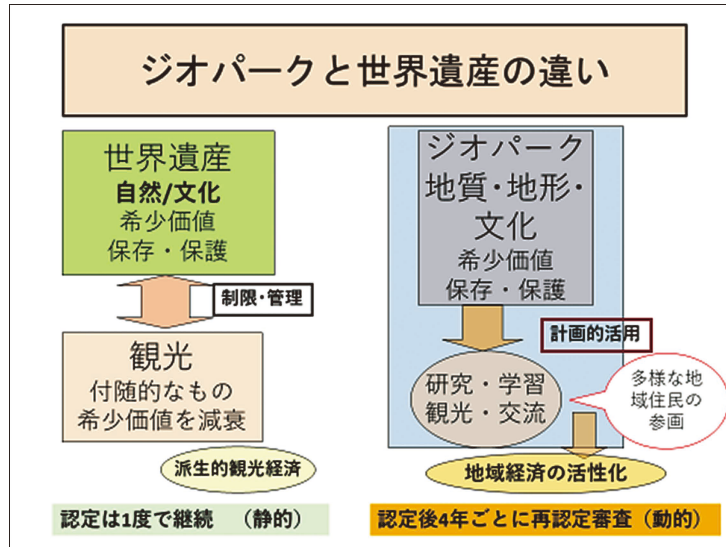 ジオパークと世界遺産の違い
世界遺産
自然/文化
希少価値
保存・保護
制限・管理
観光
付随的なもの
希少価値を減衰
派生的観光経済
認定は1度で継続　（静的）
ジオパーク
地質・地形・
文化
希少価値
保存・保護
計画的活用
研究・学習
観光・交流
多様な地
域住民の
参画
地域経済の活性化
認定後4年ごとに再認定審査（動的）